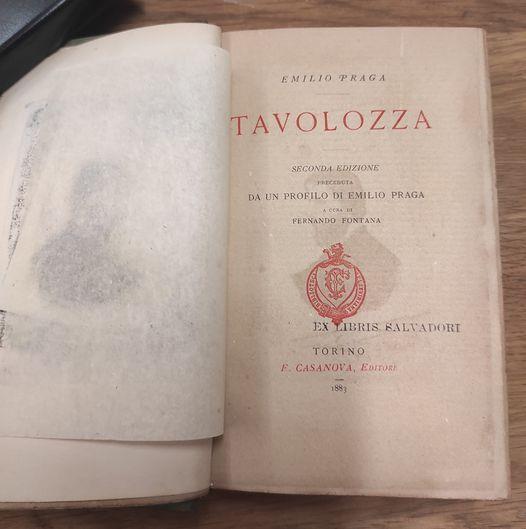 EMILIO PRAGA
TAVOLOZZA
SECONDA EDIZIONE
PRECEDUTA
DA UN PROFILO DI EMILIO PRAGA
A CURA DI
FERNANDO FONTANA
EX LIBRIS SALVADORI
TORINO
F. CASANOVA, EDITORE
1883